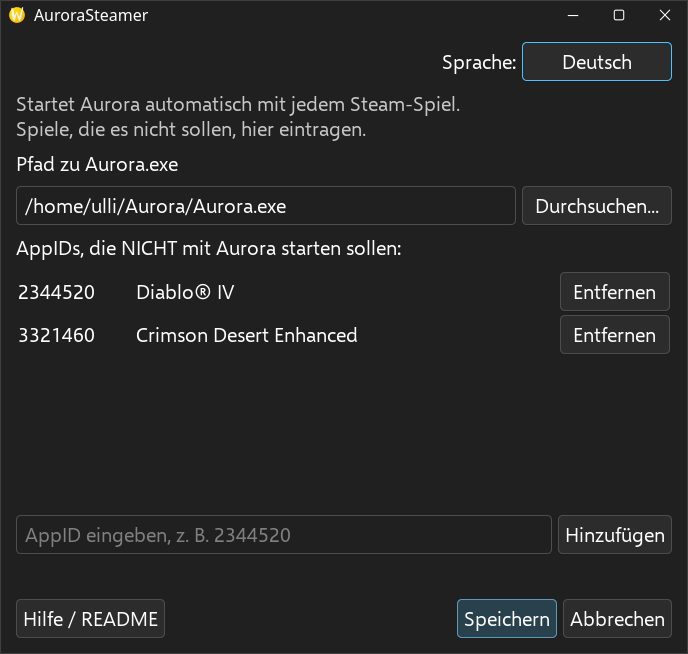 AuroraSteamer
Sprache: Deutsch
Startet Aurora automatisch mit jedem Steam-Spiel.
Spiele, die es nicht sollen, hier eintragen.
Pfad zu Aurora.exe
/home/ulli/Aurora/Aurora.exe Durchsuchen...
AppIDs, die NICHT mit Aurora starten sollen:
2344520 Diablo® IV Entfernen
3321460 Crimson Desert Enhanced Entfernen
AppID eingeben, z. B. 2344520 Hinzufügen
Hilfe / README Speichern Abbrechen